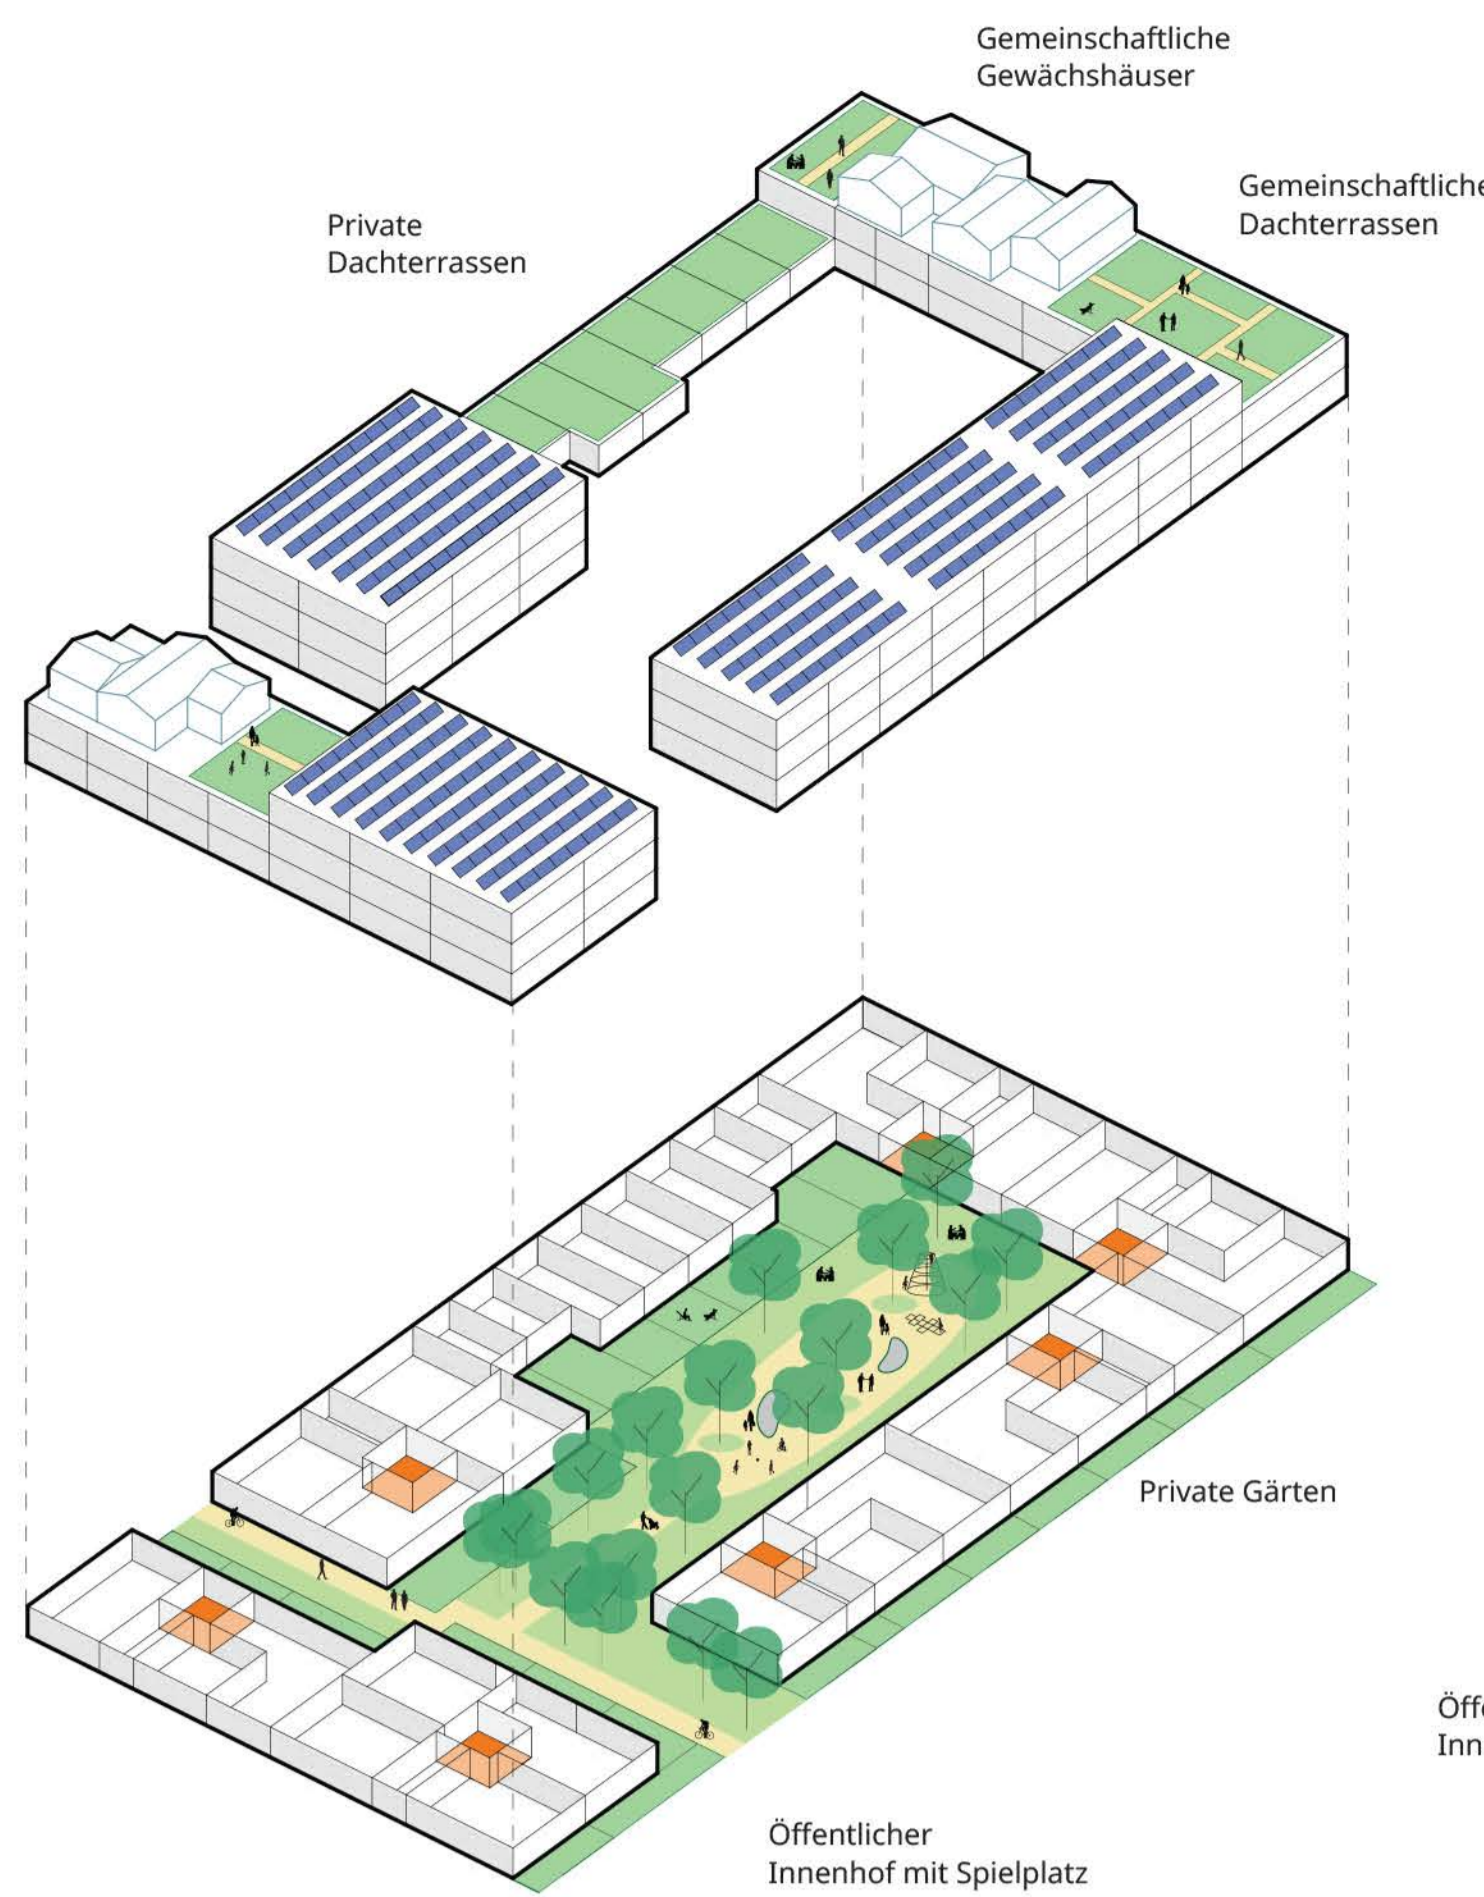 Gemeinschaftliche
Gewächshäuser
Gemeinschaftliche
Dachterrassen
Private
Dachterrassen
Private Gärten
Öffentlicher
Innenhof mit Spielplatz